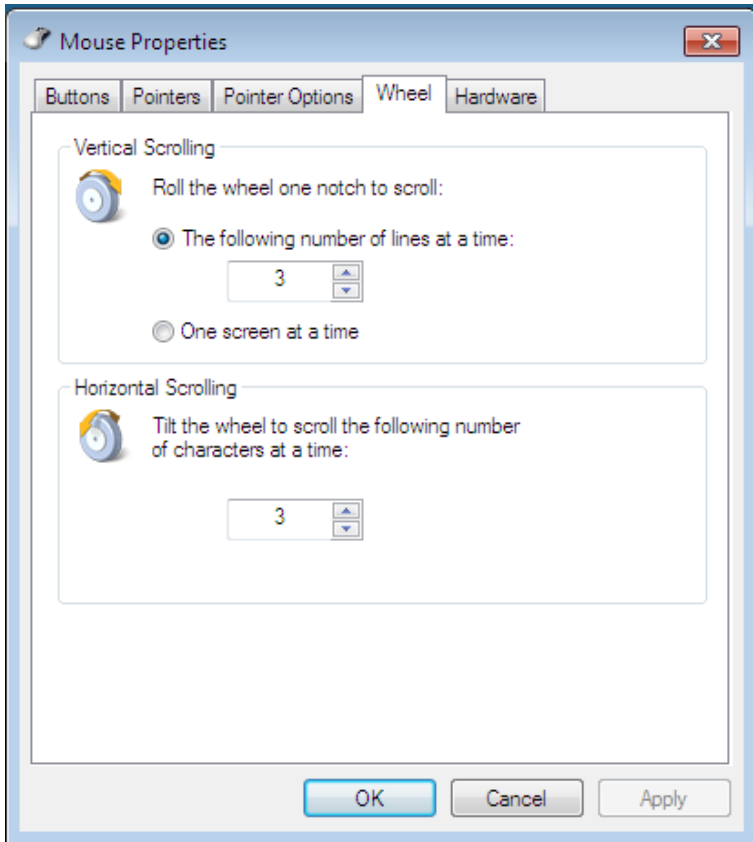 Mouse Properties
Buttons Pointers Pointer Options Wheel Hardware
Vertical Scrolling
Roll the wheel one notch to scroll:
The following number of lines at a time:
3
One screen at a time
Horizontal Scrolling
Tilt the wheel to scroll the following number
of characters at a time:
3
OK Cancel Apply